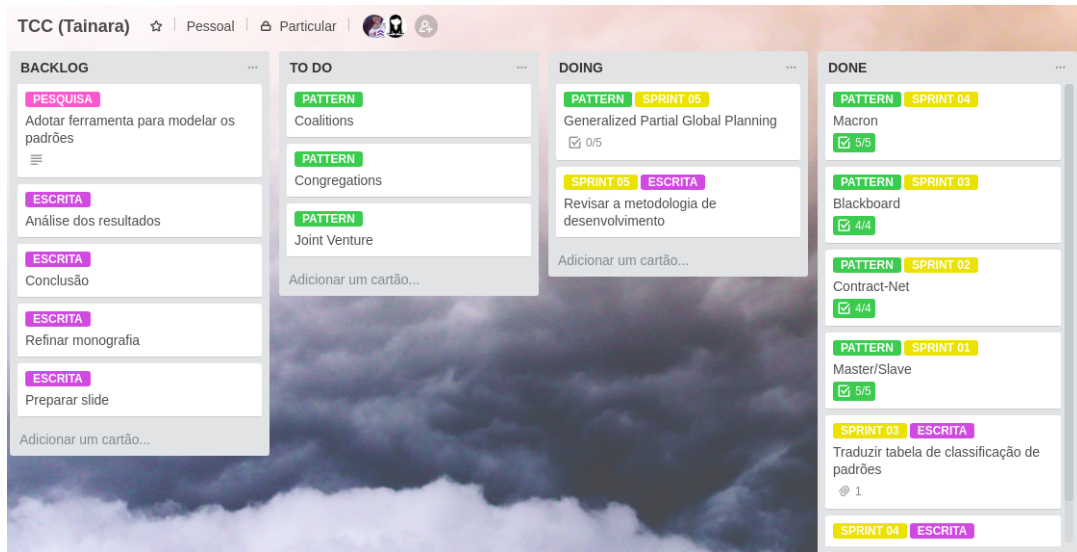 TCC (Tainara) Pessoal Particular
BACKLOG
PESQUISA
Adotar ferramenta para modelar os
padrões
ESCRITA
Análise dos resultados
ESCRITA
Conclusão
ESCRITA
Refinar monografia
ESCRITA
Preparar slide
Adicionar um cartão...
TO DO
PATTERN
Coalitions
PATTERN
Congregations
PATTERN
Joint Venture
Adicionar um cartão...
DOING
PATTERN SPRINT 05
Generalized Partial Global Planning
0/5
SPRINT 05 ESCRITA
Revisar a metodologia de
desenvolvimento
Adicionar um cartão...
DONE
PATTERN SPRINT 04
Macron
5/5
PATTERN SPRINT 03
Blackboard
4/4
PATTERN SPRINT 02
Contract-Net
4/4
PATTERN SPRINT 01
Master/Slave
5/5
SPRINT 03 ESCRITA
Traduzir tabela de classificação de
padrões
1
SPRINT 04 ESCRITA